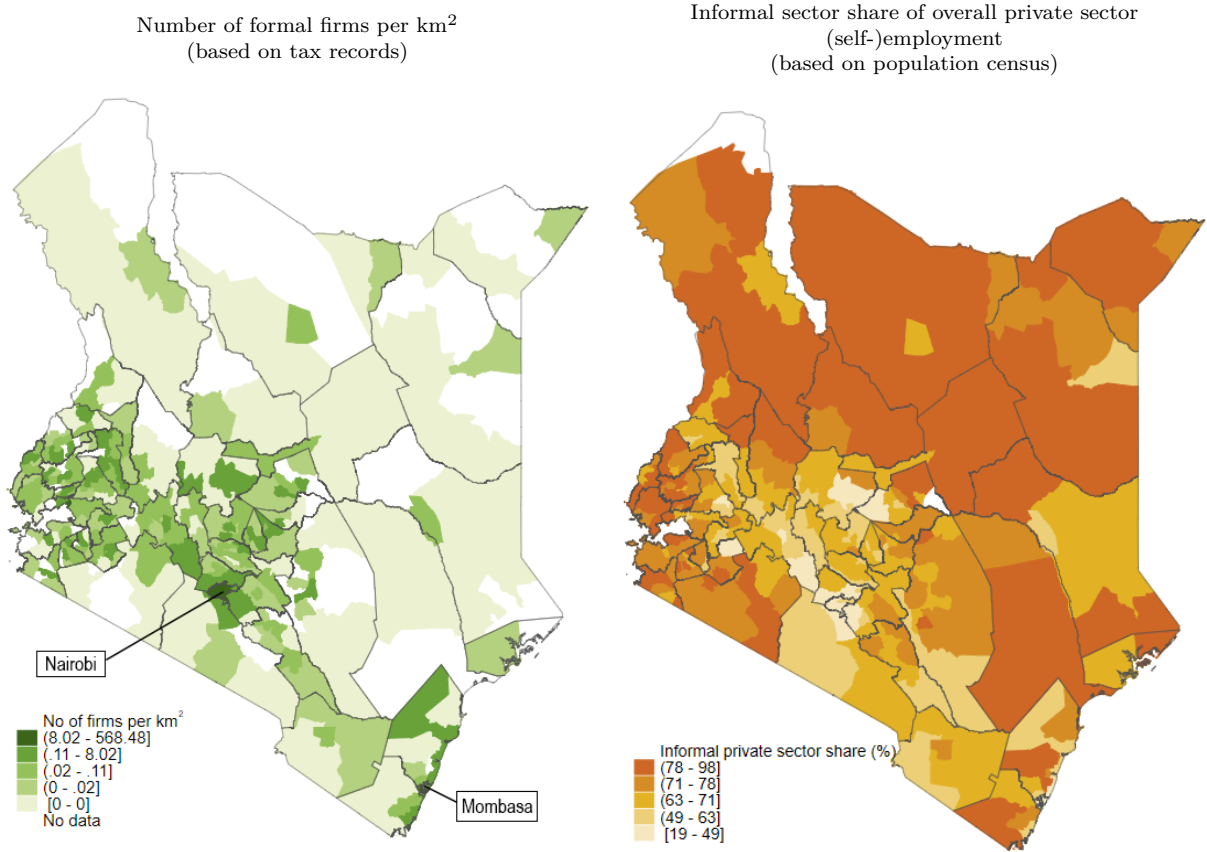 Number of formal firms per km²
(based on tax records)
Informal sector share of overall private sector
(self-)employment
(based on population census)
Nairobi
Mombasa
No of firms per km²
(8.02 - 568.48]
(.11 - 8.02]
(.02 - .11]
(0 - .02]
[0 - 0]
No data
Informal private sector share (%)
(78 - 98]
(71 - 78]
(63 - 71]
(49 - 63]
[19 - 49]